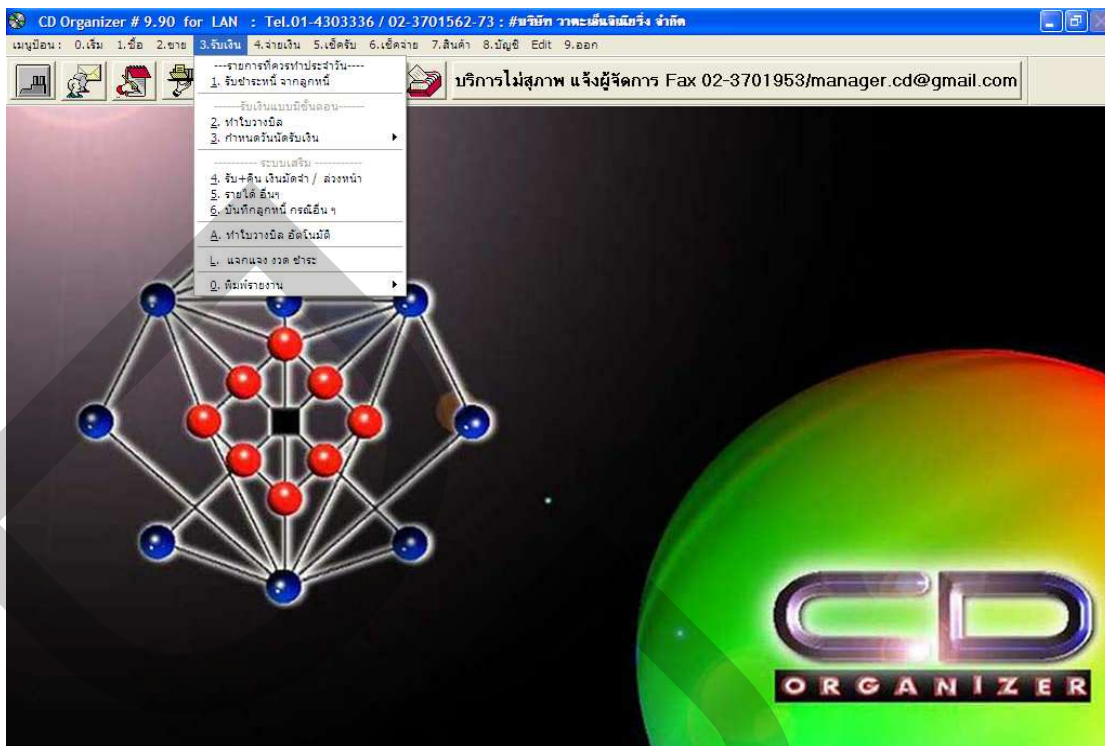 CD Organizer # 9.90 for LAN : Tel.01-4303336 / 02-3701562-73 : #บริษัท วาตะเอ็นจิเนียริ่ง จำกัด
เมนูป้อน : 0.เริ่ม 1.ซื้อ 2.ขาย 3.รับเงิน 4.จ่ายเงิน 5.เช็ครับ 6.เช็คจ่าย 7.สินค้า 8.บัญชี Edit 9.ออก
บริการไม่สุภาพ แจ้งผู้จัดการ Fax 02-3701953/manager.cd@gmail.com
---รายการที่ควรทำประจำวัน----
1. รับชำระหนี้ จากลูกหนี้
-------รับเงินแบบมีขั้นตอน-------
2. ทำใบวางบิล
3. กำหนดวันนัดรับเงิน
---------- ระบบเสริม -----------
4. รับ+คืน เงินมัดจำ / ล่วงหน้า
5. รายได้ อื่นๆ
6. บันทึกลูกหนี้ กรณีอื่น ๆ
A. ทำใบวางบิล อัตโนมัติ
L. แจกแจง งวด ชำระ
0. พิมพ์รายงาน
CD
ORGANIZER